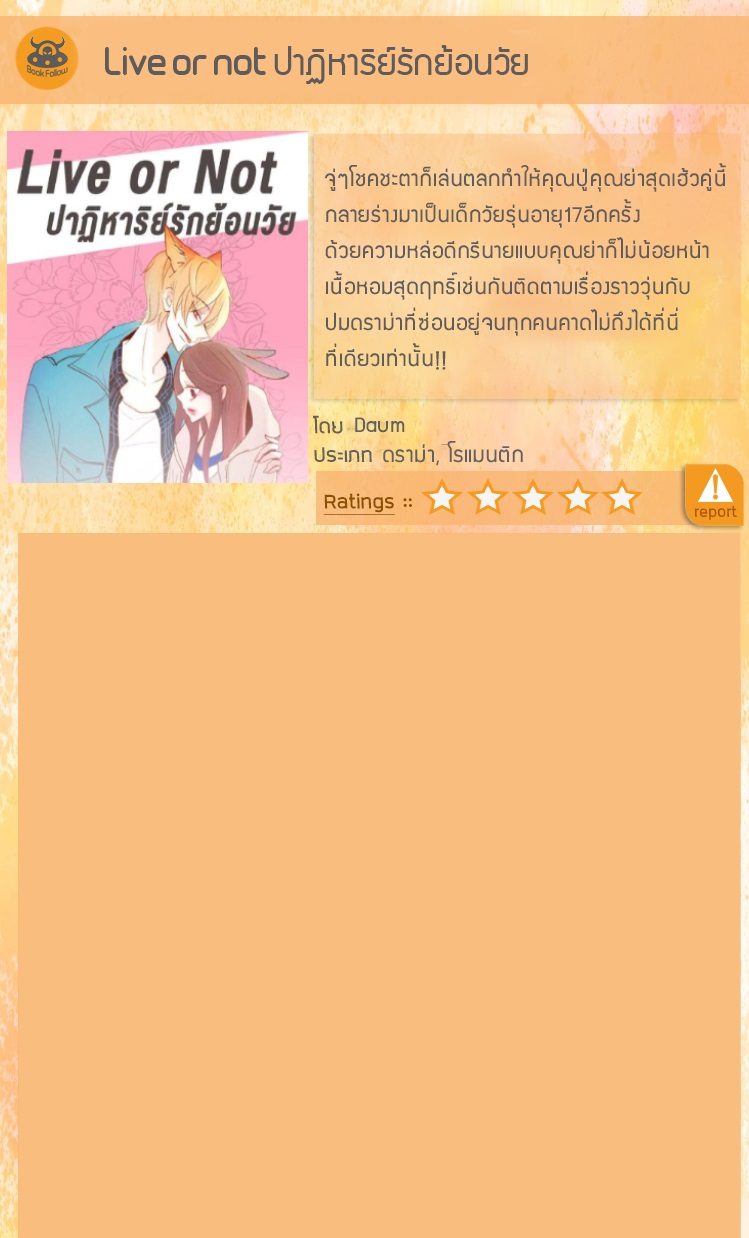 Book Follow
Live or not ปาฏิหาริย์รักย้อนวัย
Live or Not
ปาฏิหาริย์รักย้อนวัย
จู่ๆโชคชะตาก็เล่นตลกทำให้คุณปู่คุณย่าสุดเฮ้วคู่นี้
กลายร่างมาเป็นเด็กวัยรุ่นอายุ17อีกครั้ง
ด้วยความหล่อดีกรีนายแบบคุณย่าก็ไม่น้อยหน้า
เนื้อหอมสุดฤทธิ์เช่นกันติดตามเรื่องราววุ่นกับ
ปมดราม่าที่ซ่อนอยู่จนทุกคนคาดไม่ถึงได้ที่นี่
ที่เดียวเท่านั้น!!
โดย Daum
ประเภท ดราม่า, โรแมนติก
Ratings ::
report